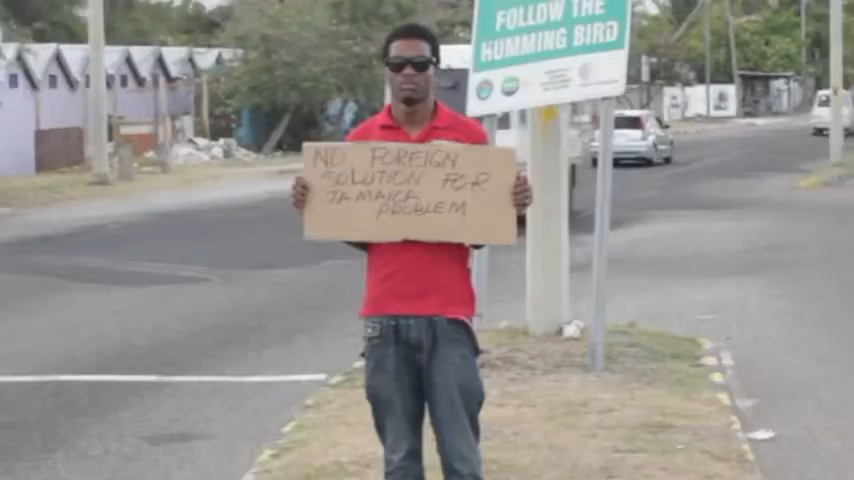 FOLLOW THE
HUMMING BIRD
NO FOREIGN
SOLUTION FOR
JAMAICA
PROBLEM